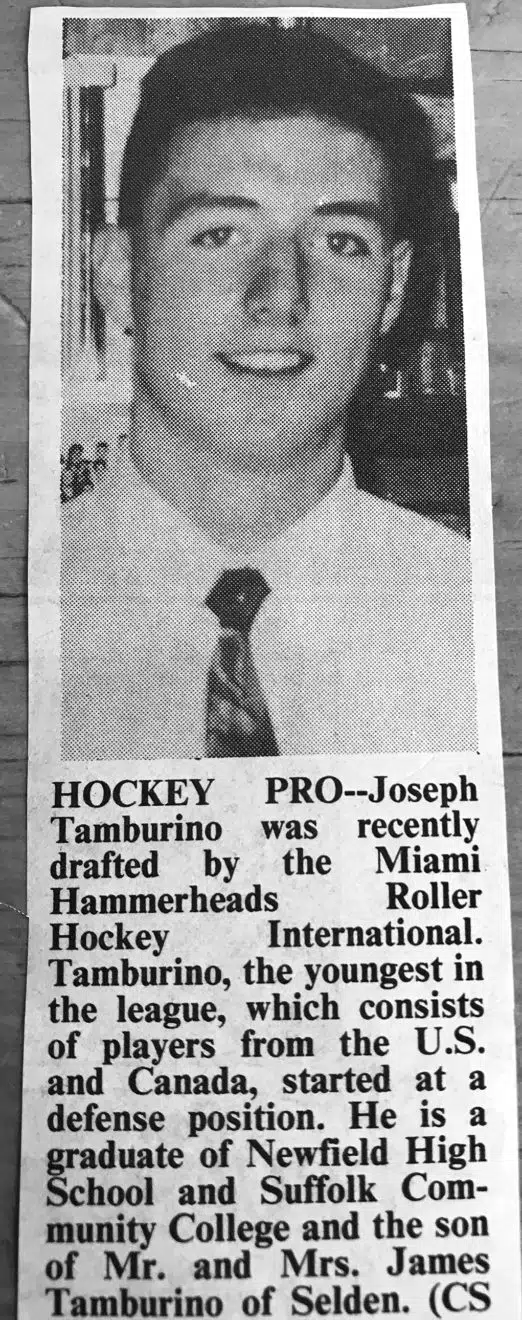 HOCKEY PRO--Joseph
Tamburino was recently
drafted by the Miami
Hammerheads Roller
Hockey International.
Tamburino, the youngest in
the league, which consists
of players from the U.S.
and Canada, started at a
defense position. He is a
graduate of Newfield High
School and Suffolk Com-
munity College and the son
of Mr. and Mrs. James
Tamburino of Selden. (CS